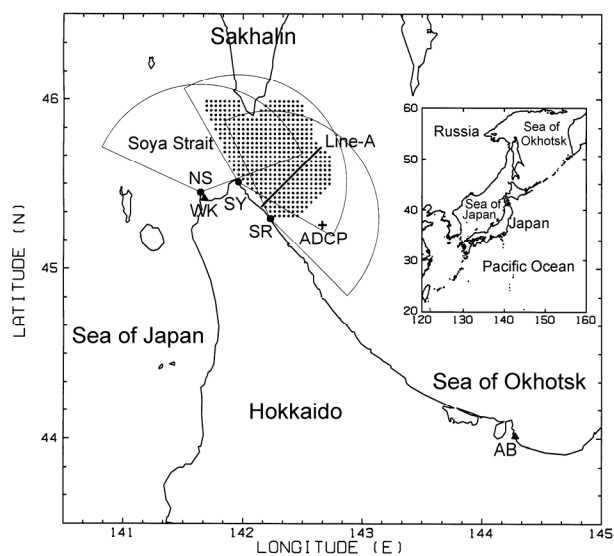 Sakhalin
46
Soya Strait
Line-A
NS
WK
SY
SR
ADCP
45
LATITUDE (N)
Sea of Japan
Sea of Okhotsk
Hokkaido
44
AB
141
142
143
144
145
LONGITUDE (E)
60
50
40
30
20
120
130
140
150
160
Russia
Sea of
Okhotsk
Sea of
Japan
Japan
Pacific Ocean